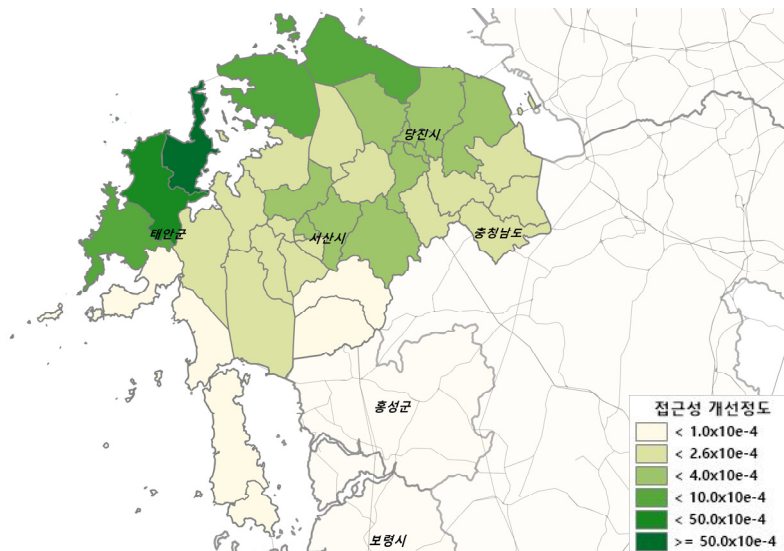 당진시
태안군
서산시
충청남도
홍성군
보령시
접근성 개선정도
< 1.0x10e-4
< 2.6x10e-4
< 4.0x10e-4
< 10.0x10e-4
< 50.0x10e-4
>= 50.0x10e-4